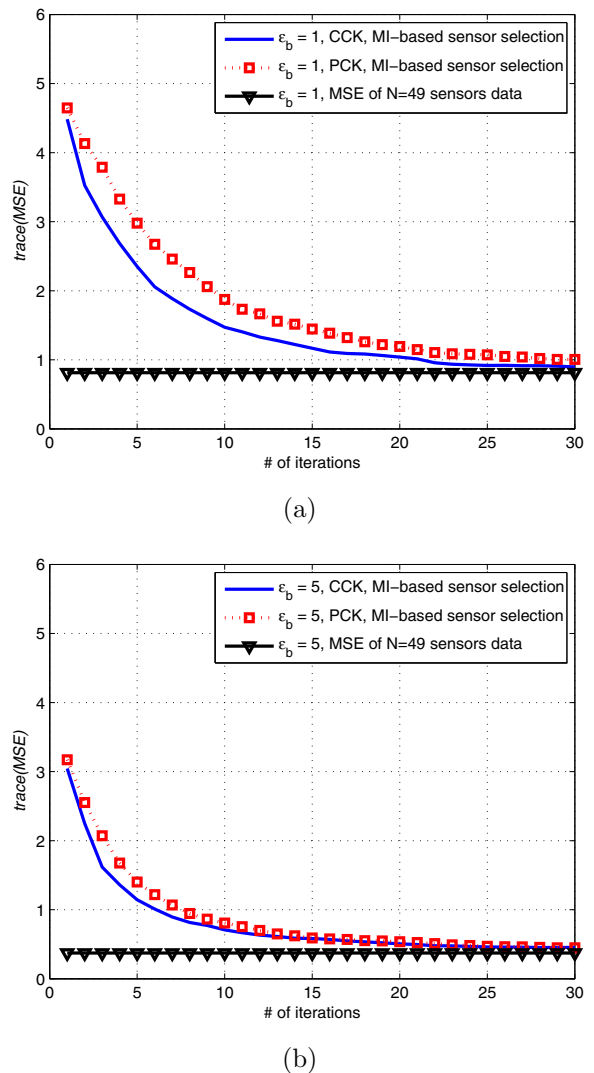 6
ε_b = 1, CCK, MI−based sensor selection
ε_b = 1, PCK, MI−based sensor selection
ε_b = 1, MSE of N=49 sensors data
5
4
trace(MSE)
3
2
1
0
0 5 10 15 20 25 30
# of iterations
(a)
6
ε_b = 5, CCK, MI−based sensor selection
ε_b = 5, PCK, MI−based sensor selection
ε_b = 5, MSE of N=49 sensors data
5
4
trace(MSE)
3
2
1
0
0 5 10 15 20 25 30
# of iterations
(b)